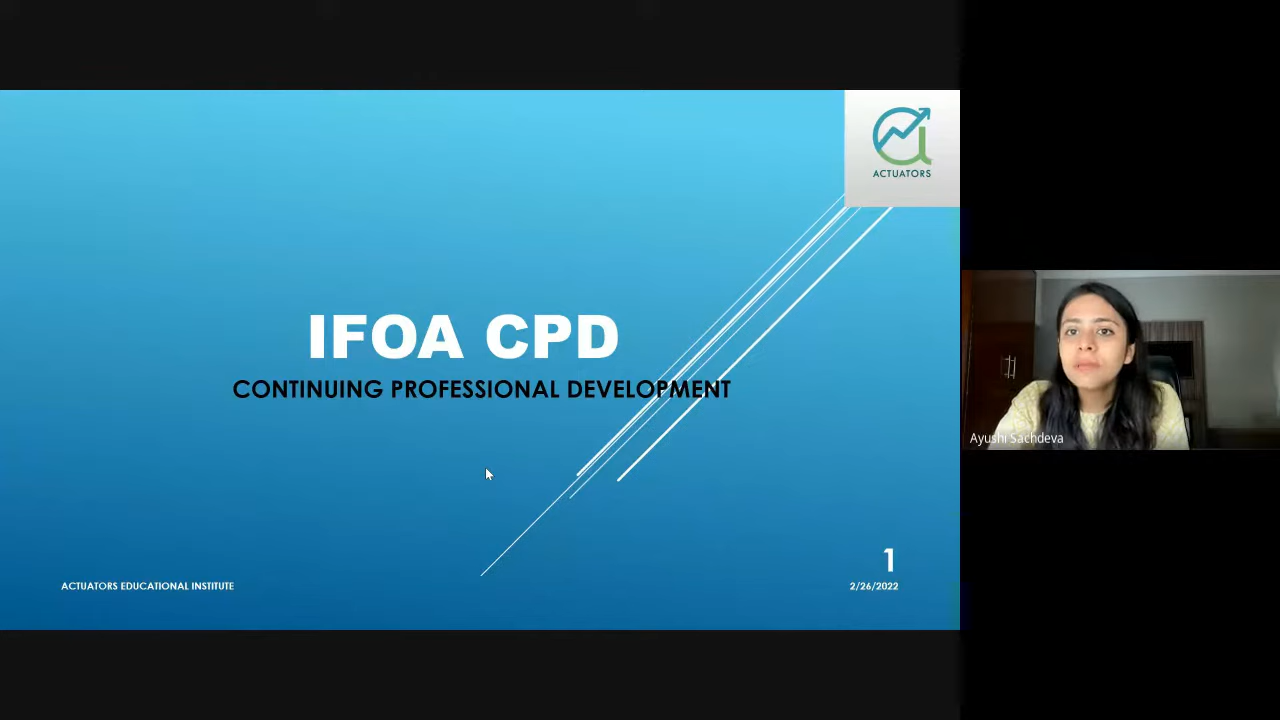 ACTUATORS
IFOA CPD
CONTINUING PROFESSIONAL DEVELOPMENT
Ayushi Sachdeva
1
ACTUATORS EDUCATIONAL INSTITUTE
2/26/2022